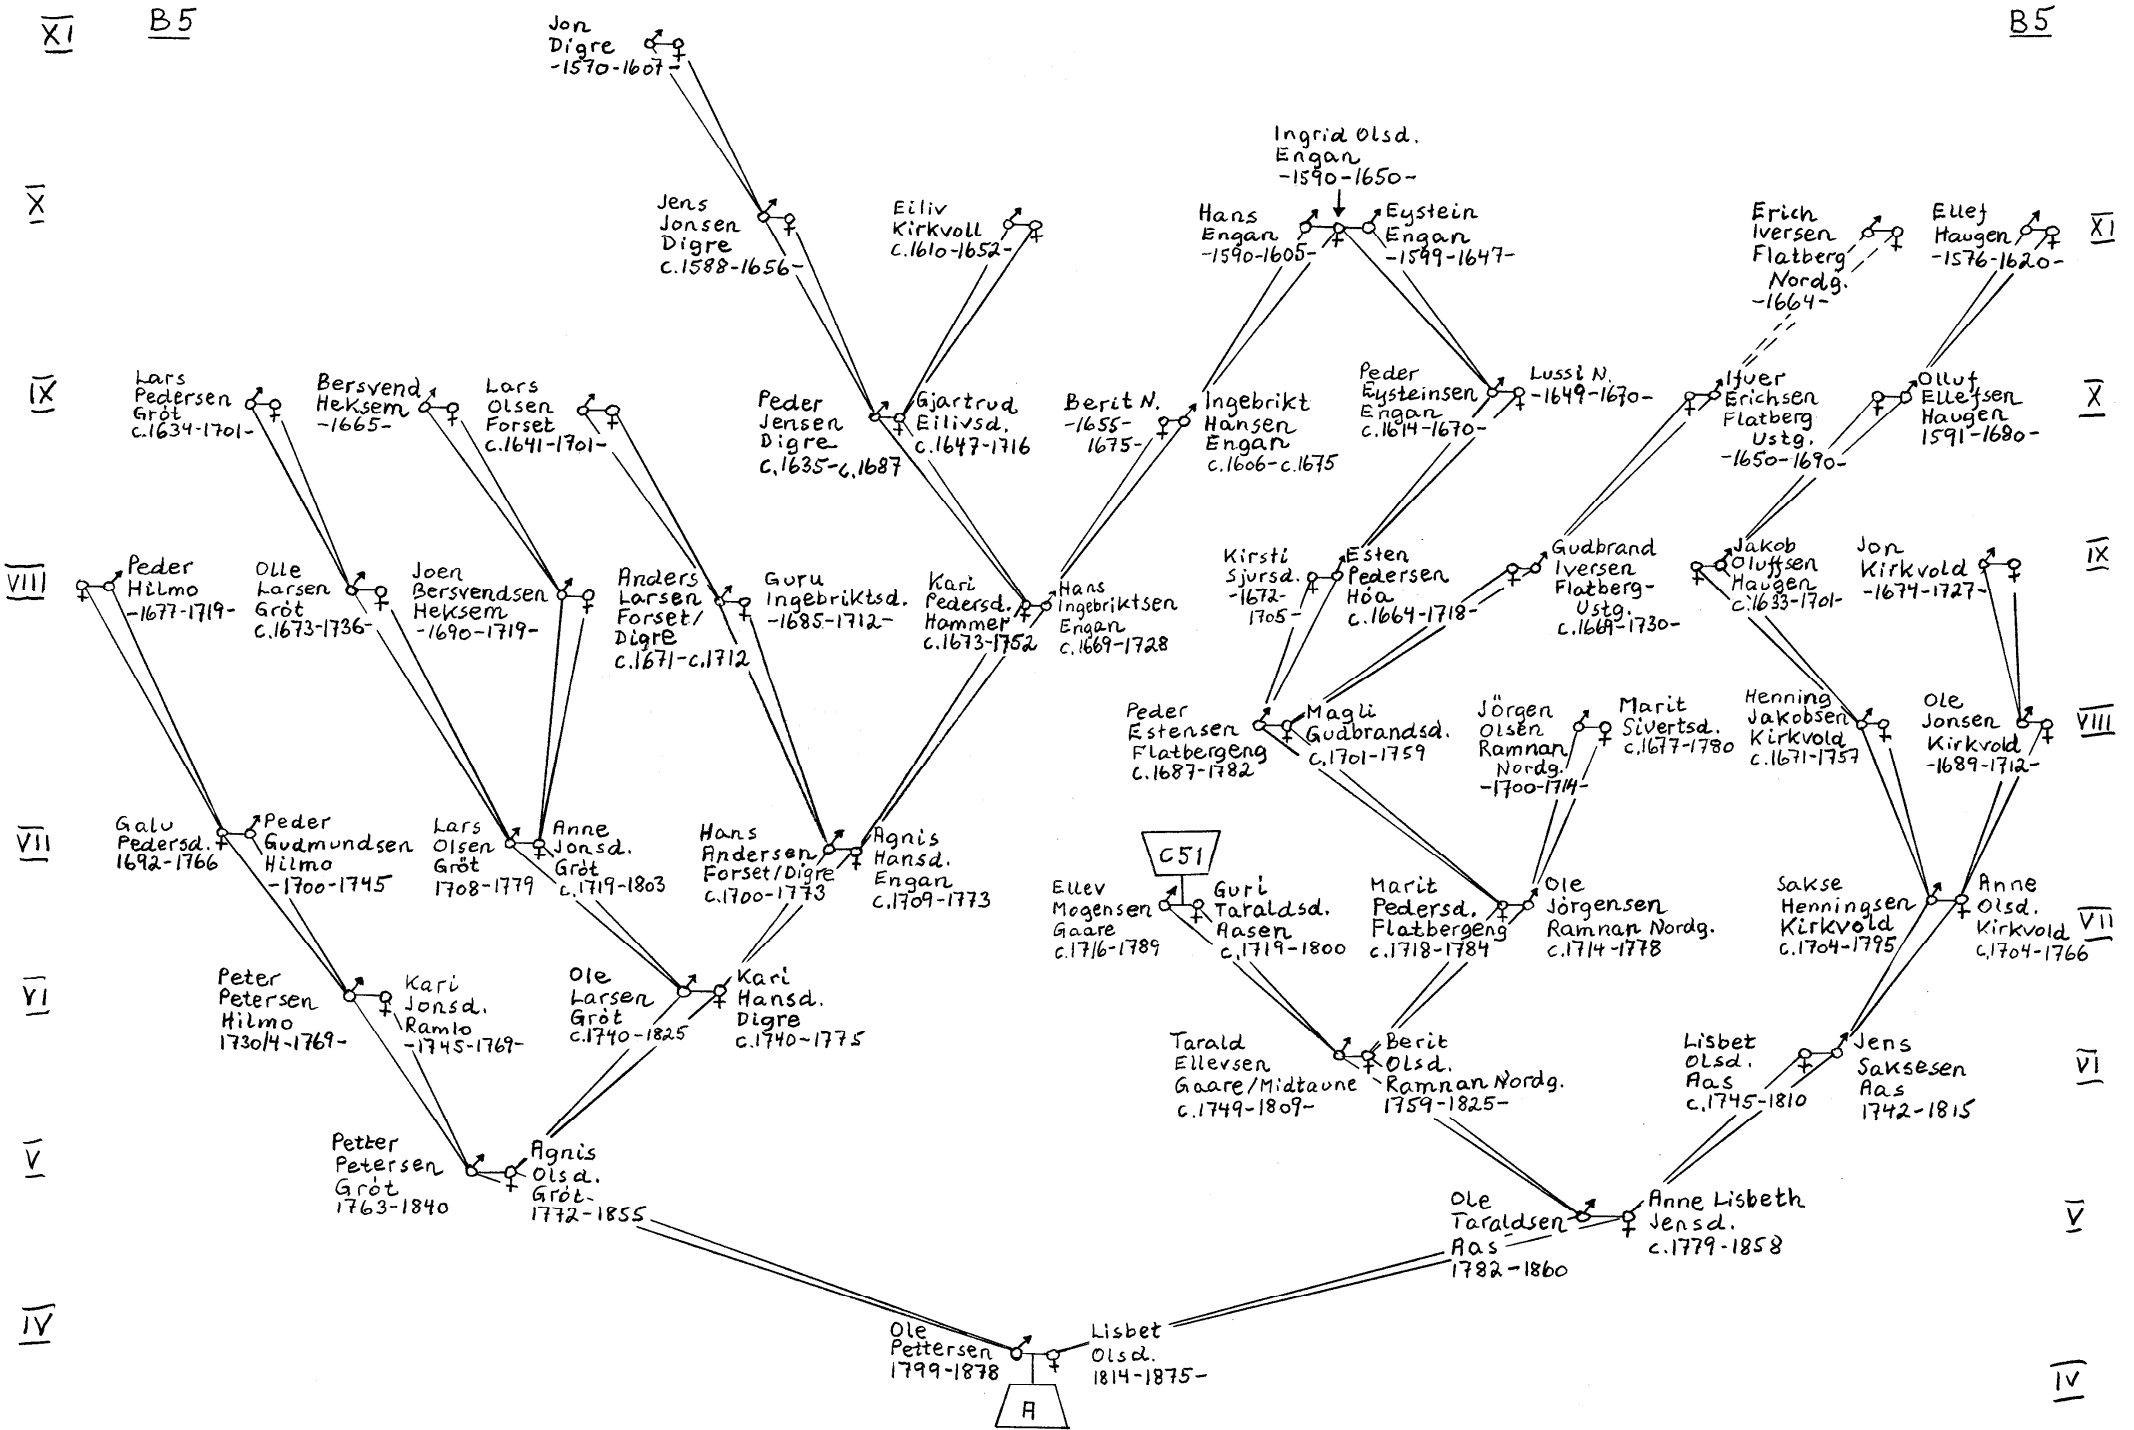 XI
B5
B5
Jon
Digre
-1570-1607-
X
Jens
Jonsen
Digre
c.1588-1656-
Eiliv
Kirkvoll
c.1610-1652-
Ingrid Olsd.
Engan
-1590-1650-
Hans
Engan
-1590-1605-
Eystein
Engan
-1599-1647-
Erich
Iversen
Flatberg
Nordg.
-1664-
Ellef
Haugen
-1576-1620-
XI
IX
Lars
Pedersen
Gröt
c.1634-1701-
Bersvend
Heksem
-1665-
Lars
Olsen
Forset
c.1641-1701-
Peder
Jensen
Digre
c.1635-c.1687
Gjartrud
Eilivsd.
c.1647-1716
Berit N.
-1655-
1675-
Ingebrikt
Hansen
Engan
c.1606-c.1675
Peder
Eysteinsen
Engan
c.1614-1670-
Lussi N.
-1649-1670-
Ifver
Erichsen
Flatberg
Ustg.
-1650-1690-
Olluf
Ellefsen
Haugen
1591-1680-
X
VIII
Peder
Hilmo
-1677-1719-
Olle
Larsen
Gröt
c.1673-1736-
Joen
Bersvendsen
Heksem
-1690-1719-
Anders
Larsen
Forset/
Digre
c.1671-c.1712
Guru
Ingebriktsd.
-1685-1712-
Kari
Pedersd.
Hammer
c.1673-1752
Hans
Ingebriktsen
Engan
c.1669-1728
Kirsti
Sjursd.
-1672-
1705-
Esten
Pedersen
Höa
c.1664-1718-
Gudbrand
Iversen
Flatberg-
Ustg.
c.1669-1730-
Jakob
Oluffsen
Haugen
c.1633-1701-
Jon
Kirkvold
-1674-1727-
IX
Peder
Estensen
Flatbergeng
c.1687-1782
Magli
Gudbrandsd.
c.1701-1759
Jörgen
Olsen
Ramnan
Nordg.
-1700-1714-
Marit
Sivertsd.
c.1677-1780
Henning
Jakobsen
Kirkvold
c.1671-1757
Ole
Jonsen
Kirkvold
-1689-1712-
VIII
VII
Galu
Pedersd.
1692-1766
Peder
Gudmundsen
Hilmo
-1700-1745
Lars
Olsen
Gröt
1708-1779
Anne
Jonsd.
Gröt
c.1719-1803
Hans
Andersen
Forset/Digre
c.1700-1773
Agnis
Hansd.
Engan
c.1709-1773
C51
Ellev
Mogensen
Gaare
c.1716-1789
Guri
Taraldsd.
Aasen
c.1719-1800
Marit
Pedersd.
Flatbergeng
c.1718-1784
Ole
Jörgensen
Ramnan Nordg.
c.1714-1778
Sakse
Henningsen
Kirkvold
c.1704-1795
Anne
Olsd.
Kirkvold
c.1704-1766
VII
VI
Peter
Petersen
Hilmo
1730/4-1769-
Kari
Jonsd.
Ramlo
-1745-1769-
Ole
Larsen
Gröt
c.1740-1825
Kari
Hansd.
Digre
c.1740-1775
Tarald
Ellevsen
Gaare/Midtaune
c.1749-1809-
Berit
Olsd.
Ramnan Nordg.
1759-1825-
Lisbet
Olsd.
Aas
c.1745-1810
Jens
Saksesen
Aas
1742-1815
VI
V
Petter
Petersen
Gröt
1763-1840
Agnis
Olsd.
Gröt-
1772-1855
Ole
Taraldsen
Aas
1782-1860
Anne Lisbeth
Jensd.
c.1779-1858
V
IV
Ole
Pettersen
1799-1878
Lisbet
Olsd.
1814-1875-
A
IV